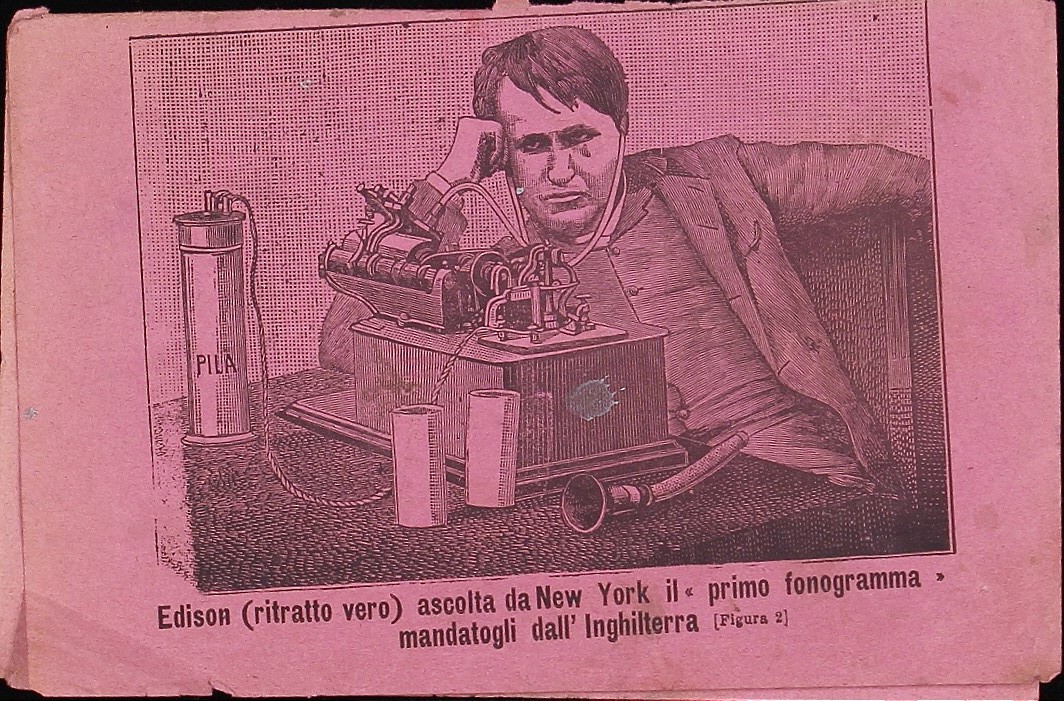 PILA
Edison (ritratto vero) ascolta da New York il « primo fonogramma »
mandatogli dall' Inghilterra [Figura 2]